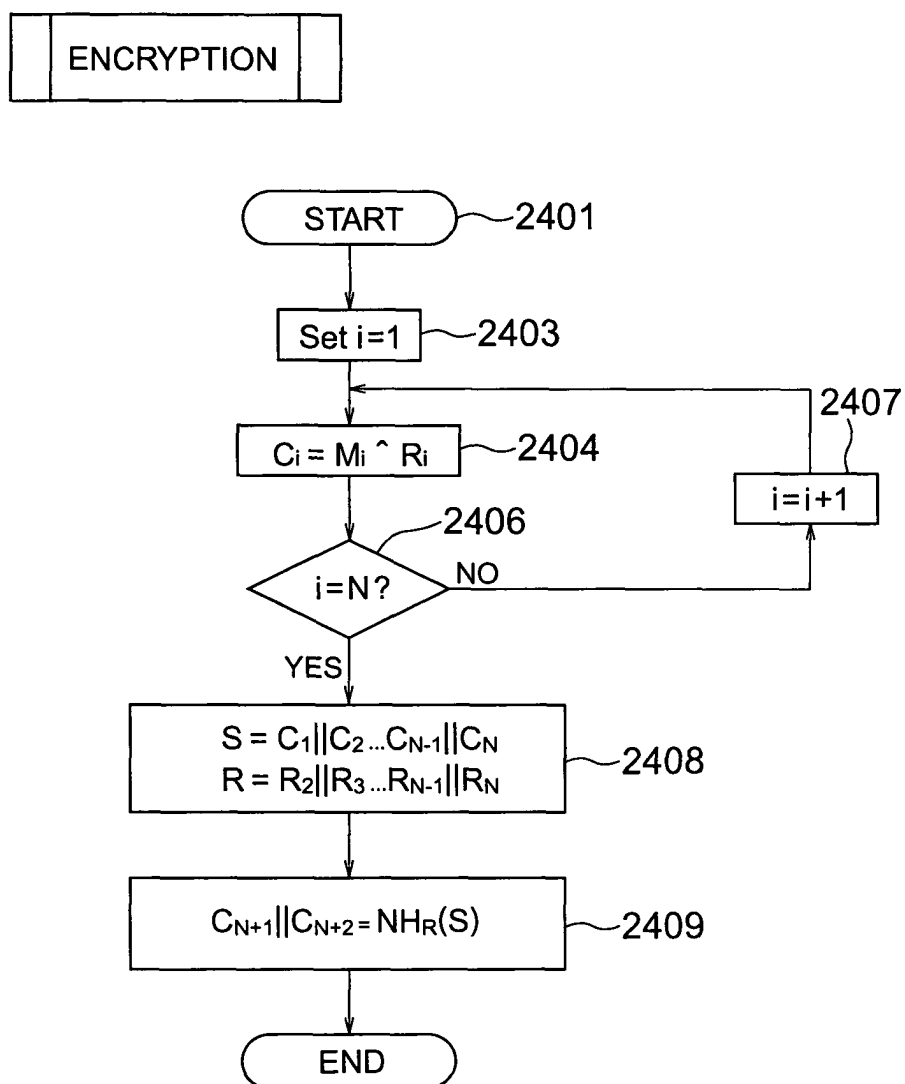 ENCRYPTION
START
2401
Set i=1
2403
2407
Ci = Mi ^ Ri
2404
i=i+1
2406
i=N?
NO
YES
S = C1||C2...CN-1||CN
R = R2||R3...RN-1||RN
2408
CN+1||CN+2=NHR(S)
2409
END